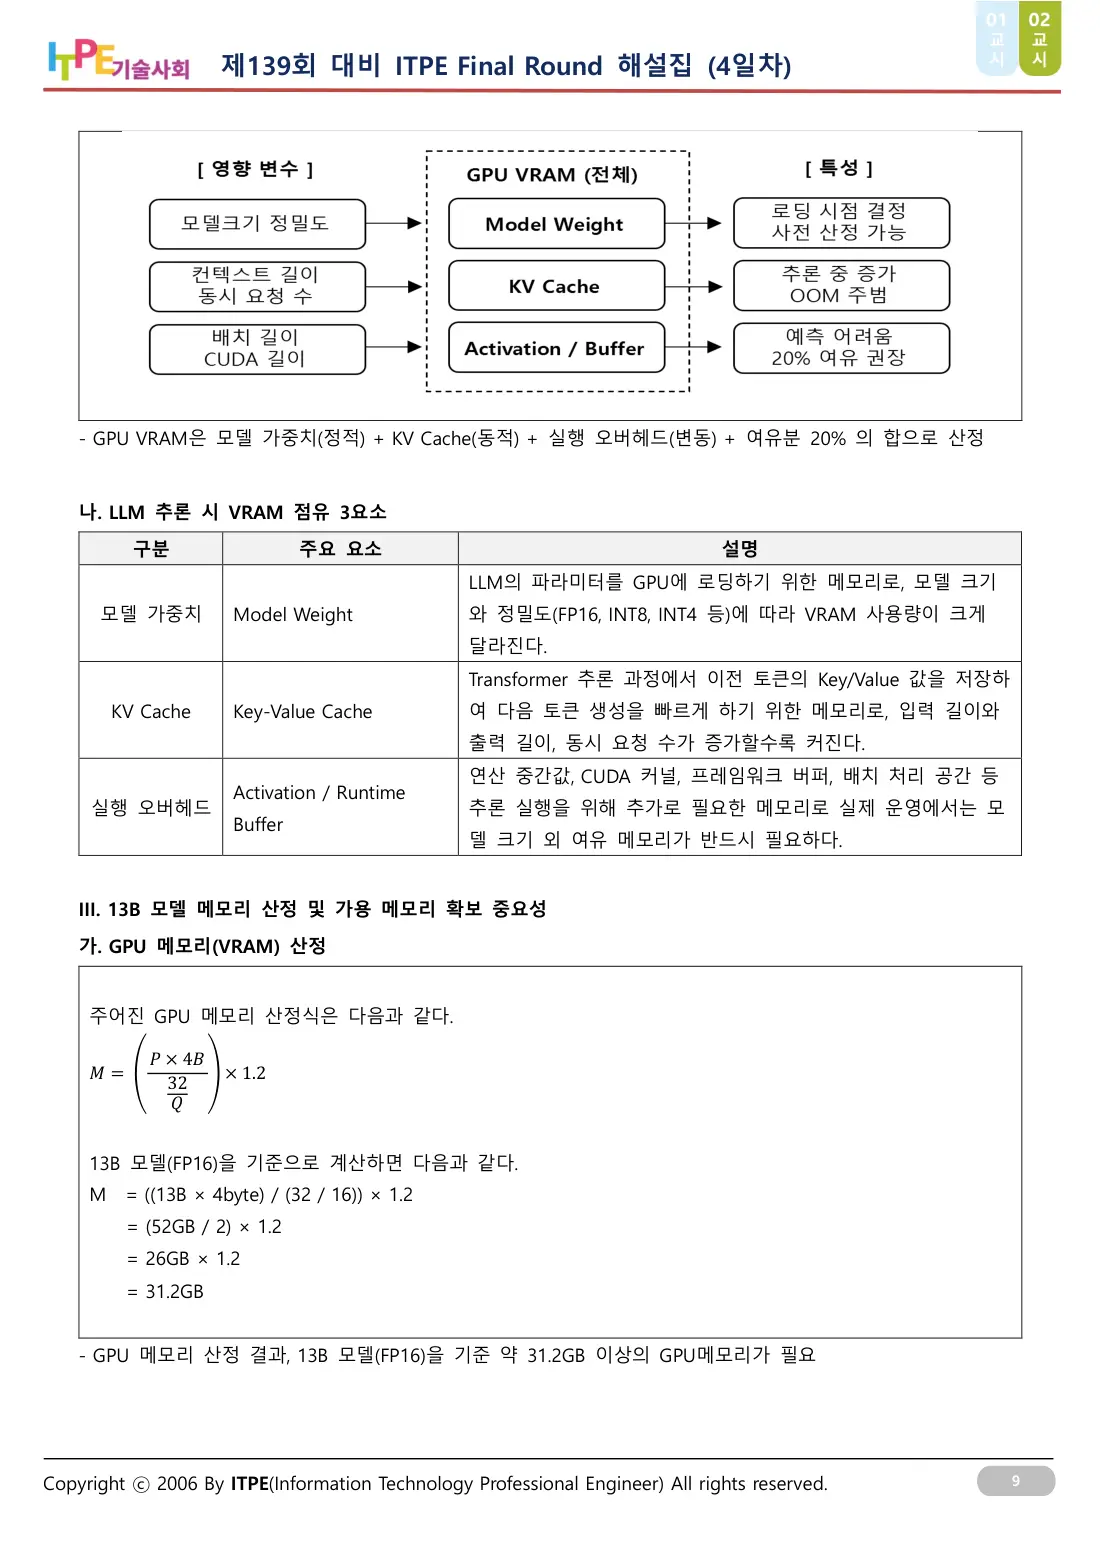 01
교
시
02
교
시
ITPE기술사회 제139회 대비 ITPE Final Round 해설집 (4일차)
[ 영향 변수 ]
GPU VRAM (전체)
[ 특성 ]
모델크기 정밀도
Model Weight
로딩 시점 결정
사전 산정 가능
컨텍스트 길이
동시 요청 수
KV Cache
추론 중 증가
OOM 주범
배치 길이
CUDA 길이
Activation / Buffer
예측 어려움
20% 여유 권장
- GPU VRAM은 모델 가중치(정적) + KV Cache(동적) + 실행 오버헤드(변동) + 여유분 20% 의 합으로 산정
나. LLM 추론 시 VRAM 점유 3요소
구분 주요 요소 설명
모델 가중치 Model Weight
LLM의 파라미터를 GPU에 로딩하기 위한 메모리로, 모델 크기
와 정밀도(FP16, INT8, INT4 등)에 따라 VRAM 사용량이 크게
달라진다.
KV Cache Key-Value Cache
Transformer 추론 과정에서 이전 토큰의 Key/Value 값을 저장하
여 다음 토큰 생성을 빠르게 하기 위한 메모리로, 입력 길이와
출력 길이, 동시 요청 수가 증가할수록 커진다.
실행 오버헤드
Activation / Runtime
Buffer
연산 중간값, CUDA 커널, 프레임워크 버퍼, 배치 처리 공간 등
추론 실행을 위해 추가로 필요한 메모리로 실제 운영에서는 모
델 크기 외 여유 메모리가 반드시 필요하다.
III. 13B 모델 메모리 산정 및 가용 메모리 확보 중요성
가. GPU 메모리(VRAM) 산정
주어진 GPU 메모리 산정식은 다음과 같다.
M = ( (P × 4B) / (32/Q) ) × 1.2
13B 모델(FP16)을 기준으로 계산하면 다음과 같다.
M = ((13B × 4byte) / (32 / 16)) × 1.2
= (52GB / 2) × 1.2
= 26GB × 1.2
= 31.2GB
- GPU 메모리 산정 결과, 13B 모델(FP16)을 기준 약 31.2GB 이상의 GPU메모리가 필요
Copyright ⓒ 2006 By ITPE(Information Technology Professional Engineer) All rights reserved.
9